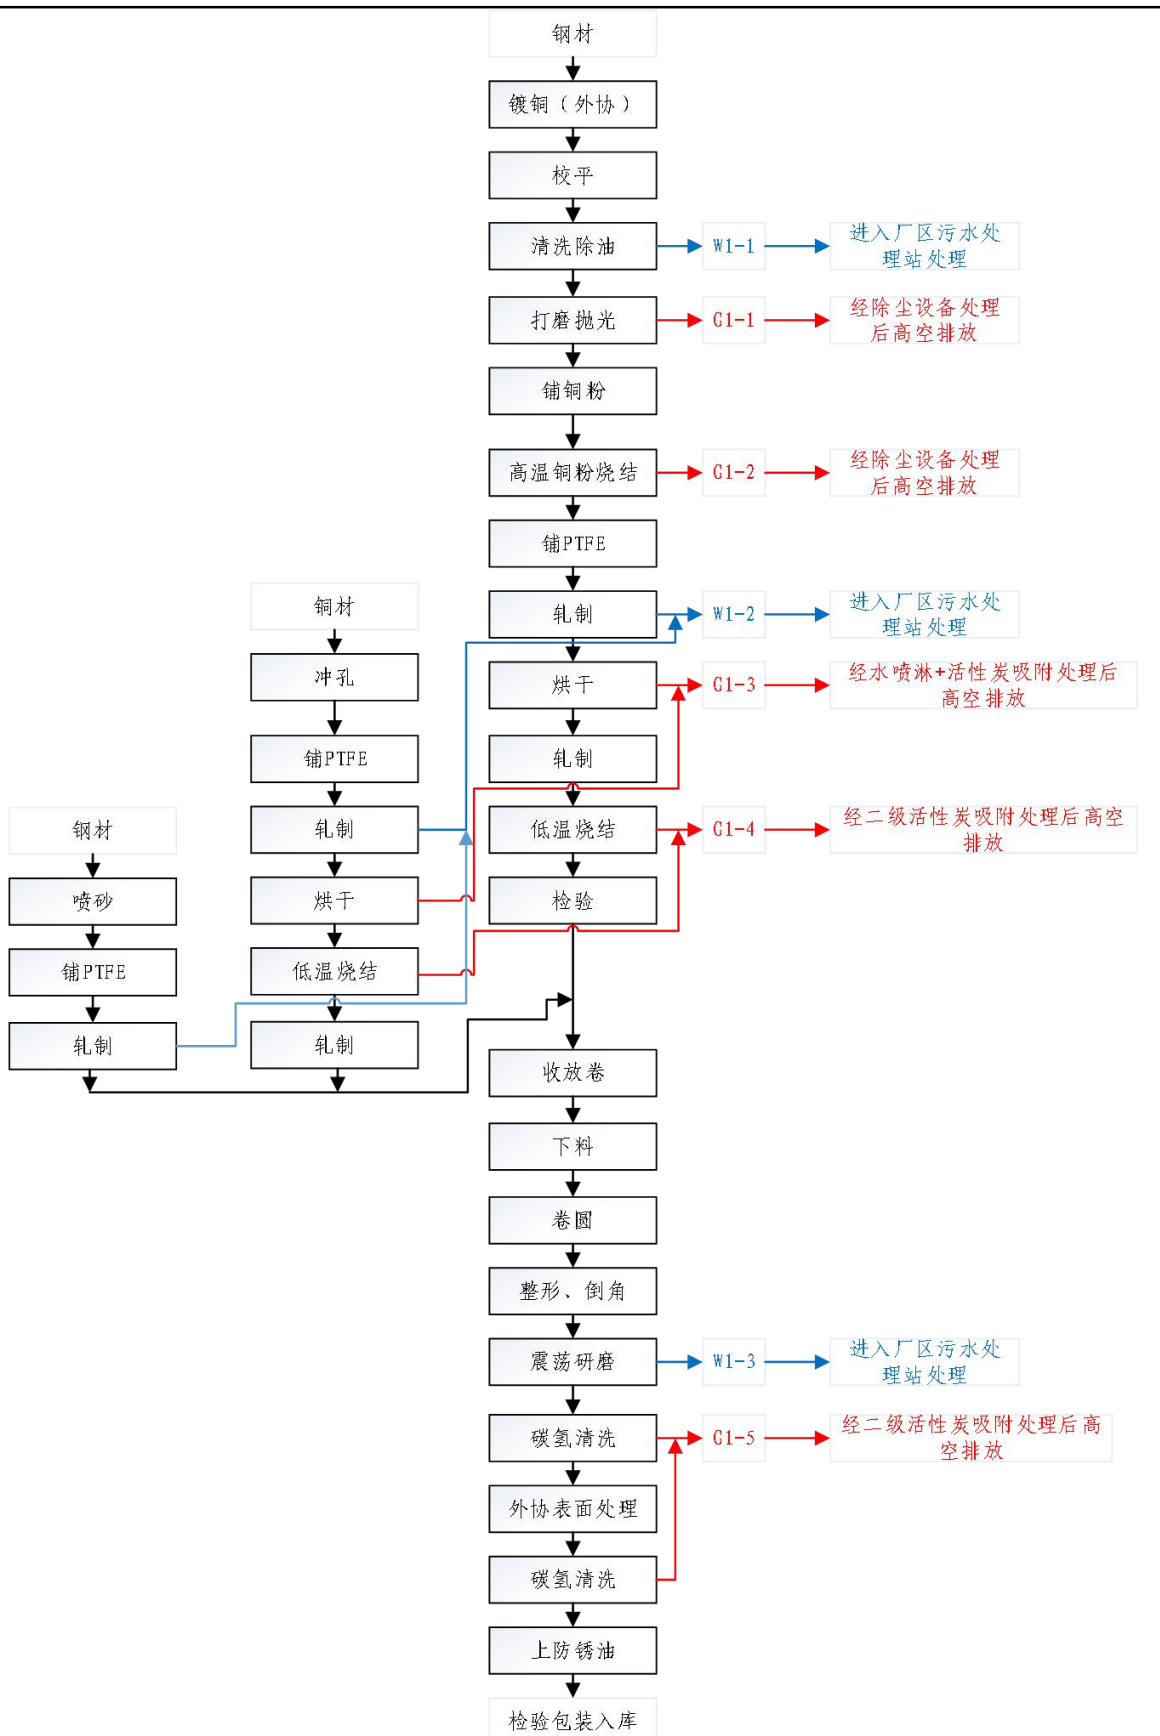 钢材
镀铜（外协）
校平
清洗除油
W1-1
进入厂区污水处
理站处理
打磨抛光
G1-1
经除尘设备处理
后高空排放
铺铜粉
高温铜粉烧结
G1-2
经除尘设备处理
后高空排放
铺PTFE
铜材
轧制
W1-2
进入厂区污水处
理站处理
冲孔
烘干
G1-3
经水喷淋+活性炭吸附处理后
高空排放
铺PTFE
轧制
钢材
轧制
低温烧结
G1-4
经二级活性炭吸附处理后高空
排放
喷砂
烘干
检验
铺PTFE
低温烧结
轧制
轧制
收放卷
下料
卷圆
整形、倒角
震荡研磨
W1-3
进入厂区污水处
理站处理
碳氢清洗
G1-5
经二级活性炭吸附处理后高
空排放
外协表面处理
碳氢清洗
上防锈油
检验包装入库